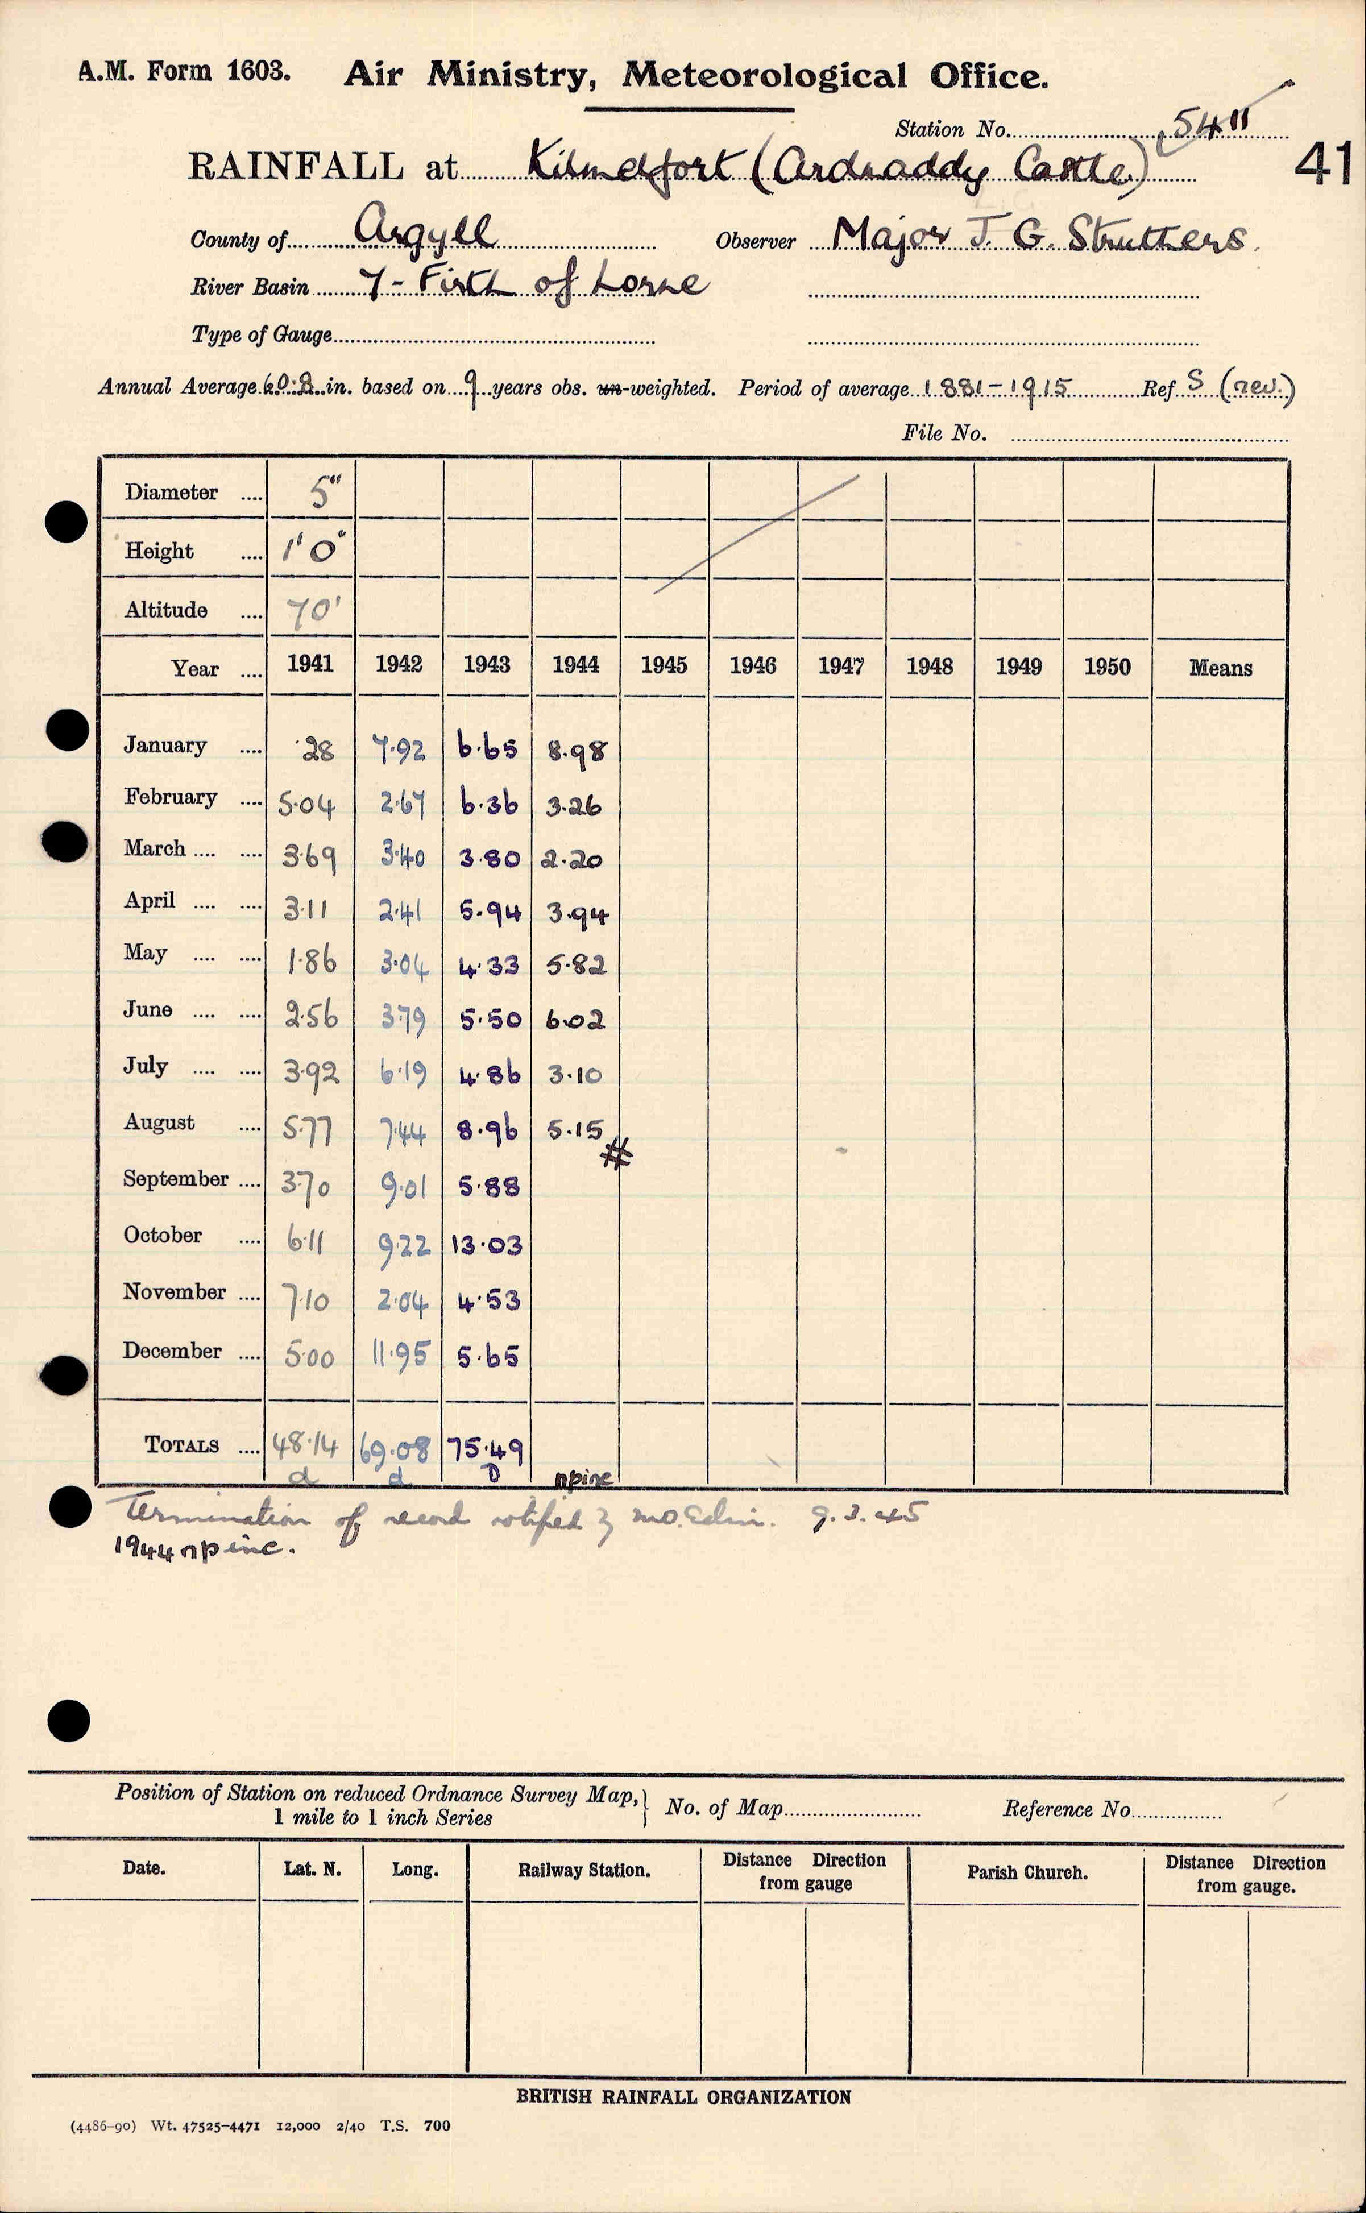 A.M. Form 1603. Air Ministry, Meteorological Office.
Station No. 5411
41
RAINFALL at Kilmelfort (Ardmaddy Castle)
County of Argyll Observer Major J. G. Struthers.
River Basin 7 - Firth of Lorne
Type of Gauge
Annual Average 60.8 in. based on 9 years obs. un-weighted. Period of average 1881-1915 Ref S (rev.)
File No.
Diameter .... 5"
Height .... 1' 0"
Altitude .... 70'
Year .... 1941 1942 1943 1944 1945 1946 1947 1948 1949 1950 Means
January .... .28 7.92 6.65 8.98
February .... 5.04 2.67 6.36 3.26
March .... .... 3.69 3.40 3.80 2.20
April .... .... 3.11 2.41 5.94 3.94
May .... .... 1.86 3.04 4.33 5.82
June .... .... 2.56 3.79 5.50 6.02
July .... .... 3.92 6.19 4.86 3.10
August .... 5.77 7.44 8.96 5.15
#
September .... 3.70 9.01 5.88
October .... 6.11 9.22 13.03
November .... 7.10 2.04 4.53
December .... 5.00 11.95 5.65
TOTALS .... 48.14 69.08 75.49
d d D npinc
Termination of record notified by M.O. Edin. 9.3.45
1944 npinc.
Position of Station on reduced Ordnance Survey Map, } No. of Map Reference No
1 mile to 1 inch Series
Date. Lat. N. Long. Railway Station. Distance Direction from gauge Parish Church. Distance Direction from gauge.
BRITISH RAINFALL ORGANIZATION
(4486-90) Wt. 47525-4471 12,000 2/40 T.S. 700